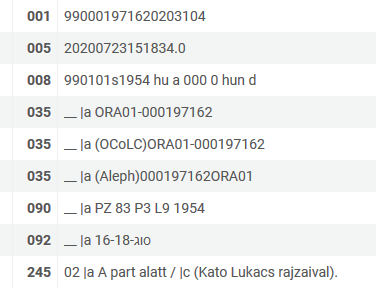 001 990001971620203104
005 20200723151834.0
008 990101s1954 hu a 000 0 hun d
035 __ |a ORA01-000197162
035 __ |a (OCoLC)ORA01-000197162
035 __ |a (Aleph)000197162ORA01
090 __ |a PZ 83 P3 L9 1954
092 __ |a 16-18-סוג
245 02 |a A part alatt / |c (Kato Lukacs rajzaival).